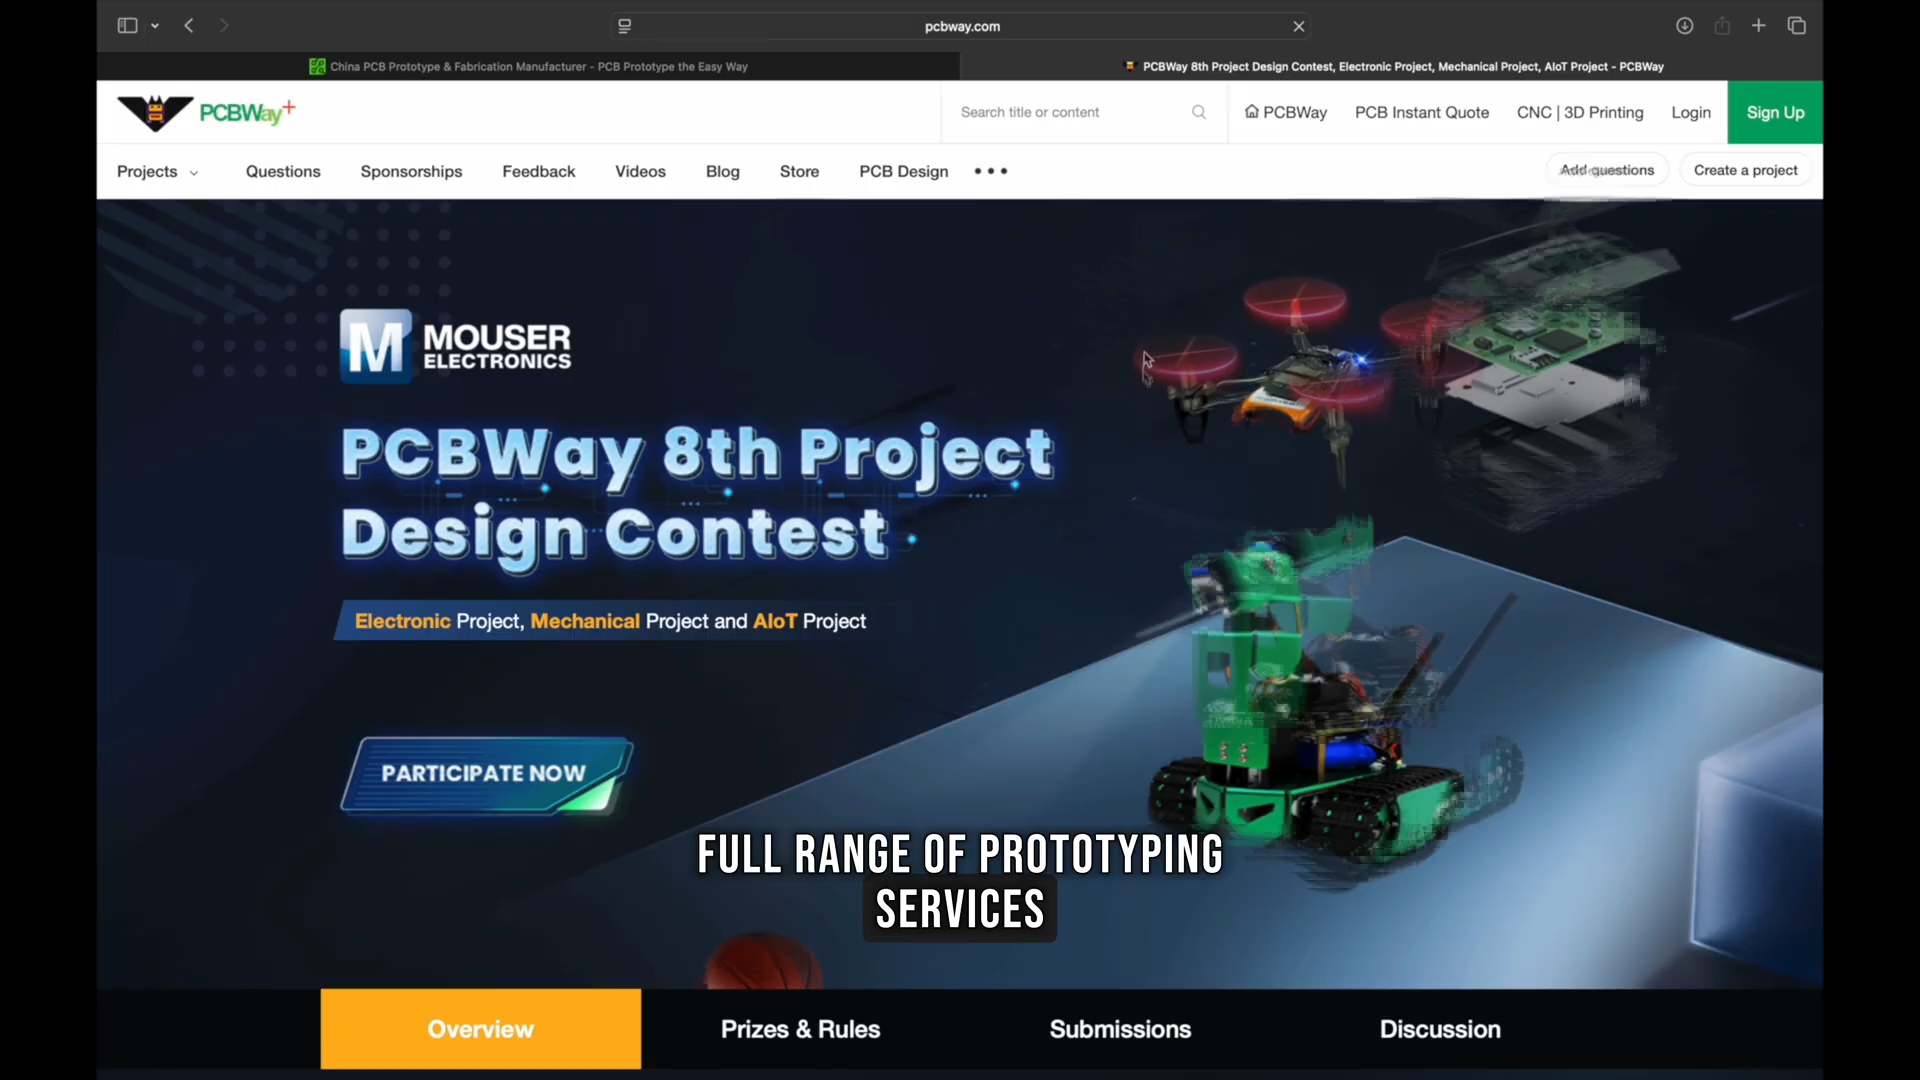 pcbway.com
China PCB Prototype & Fabrication Manufacturer - PCB Prototype the Easy Way
PCBWay 8th Project Design Contest, Electronic Project, Mechanical Project, AIoT Project - PCBWay
PCBWay+
Search title or content
PCBWay
PCB Instant Quote
CNC | 3D Printing
Login
Sign Up
Projects
Questions
Sponsorships
Feedback
Videos
Blog
Store
PCB Design
•••
Add questions
Create a project
M MOUSER
ELECTRONICS
PCBWay 8th Project
Design Contest
Electronic Project, Mechanical Project and AIoT Project
PARTICIPATE NOW
FULL RANGE OF PROTOTYPING
SERVICES
Overview
Prizes & Rules
Submissions
Discussion